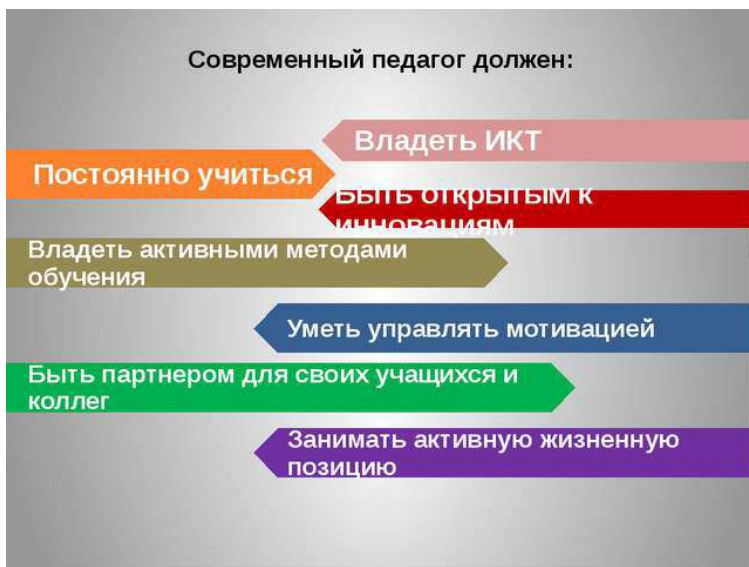 Современный педагог должен:
Владеть ИКТ
Постоянно учиться
Быть открытым к
инновациям
Владеть активными методами
обучения
Уметь управлять мотивацией
Быть партнером для своих учащихся и
коллег
Занимать активную жизненную
позицию